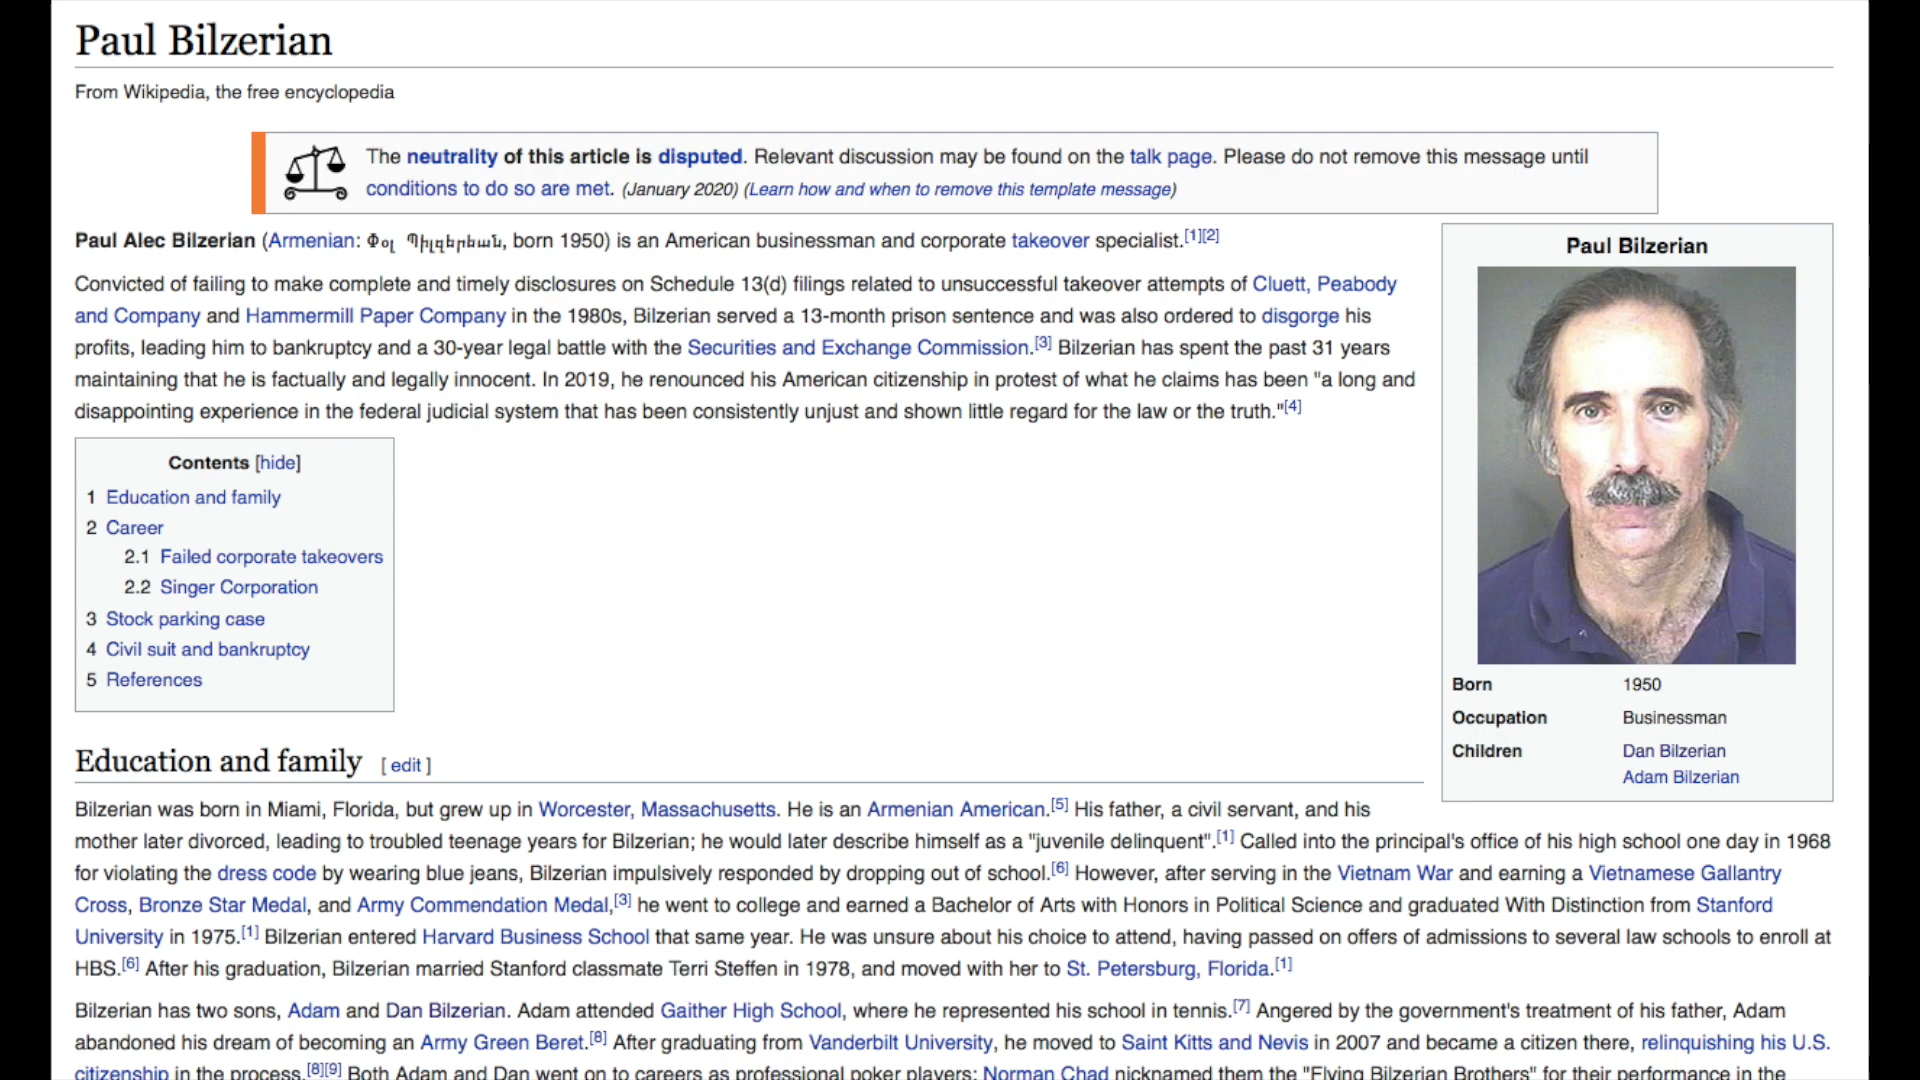 Paul Bilzerian
From Wikipedia, the free encyclopedia
The neutrality of this article is disputed. Relevant discussion may be found on the talk page. Please do not remove this message until
conditions to do so are met. (January 2020) (Learn how and when to remove this template message)
Paul Alec Bilzerian (Armenian: Փօլ Պիլզերեան, born 1950) is an American businessman and corporate takeover specialist.[1][2]
Convicted of failing to make complete and timely disclosures on Schedule 13(d) filings related to unsuccessful takeover attempts of Cluett, Peabody
and Company and Hammermill Paper Company in the 1980s, Bilzerian served a 13-month prison sentence and was also ordered to disgorge his
profits, leading him to bankruptcy and a 30-year legal battle with the Securities and Exchange Commission.[3] Bilzerian has spent the past 31 years
maintaining that he is factually and legally innocent. In 2019, he renounced his American citizenship in protest of what he claims has been "a long and
disappointing experience in the federal judicial system that has been consistently unjust and shown little regard for the law or the truth."[4]
Paul Bilzerian
Born 1950
Occupation Businessman
Children Dan Bilzerian
Adam Bilzerian
Contents [hide]
1 Education and family
2 Career
2.1 Failed corporate takeovers
2.2 Singer Corporation
3 Stock parking case
4 Civil suit and bankruptcy
5 References
Education and family [ edit ]
Bilzerian was born in Miami, Florida, but grew up in Worcester, Massachusetts. He is an Armenian American.[5] His father, a civil servant, and his
mother later divorced, leading to troubled teenage years for Bilzerian; he would later describe himself as a "juvenile delinquent".[1] Called into the principal's office of his high school one day in 1968
for violating the dress code by wearing blue jeans, Bilzerian impulsively responded by dropping out of school.[6] However, after serving in the Vietnam War and earning a Vietnamese Gallantry
Cross, Bronze Star Medal, and Army Commendation Medal,[3] he went to college and earned a Bachelor of Arts with Honors in Political Science and graduated With Distinction from Stanford
University in 1975.[1] Bilzerian entered Harvard Business School that same year. He was unsure about his choice to attend, having passed on offers of admissions to several law schools to enroll at
HBS.[6] After his graduation, Bilzerian married Stanford classmate Terri Steffen in 1978, and moved with her to St. Petersburg, Florida.[1]
Bilzerian has two sons, Adam and Dan Bilzerian. Adam attended Gaither High School, where he represented his school in tennis.[7] Angered by the government's treatment of his father, Adam
abandoned his dream of becoming an Army Green Beret.[8] After graduating from Vanderbilt University, he moved to Saint Kitts and Nevis in 2007 and became a citizen there, relinquishing his U.S.
citizenship in the process.[8][9] Both Adam and Dan went on to careers as professional poker players; Norman Chad nicknamed them the "Flying Bilzerian Brothers" for their performance in the